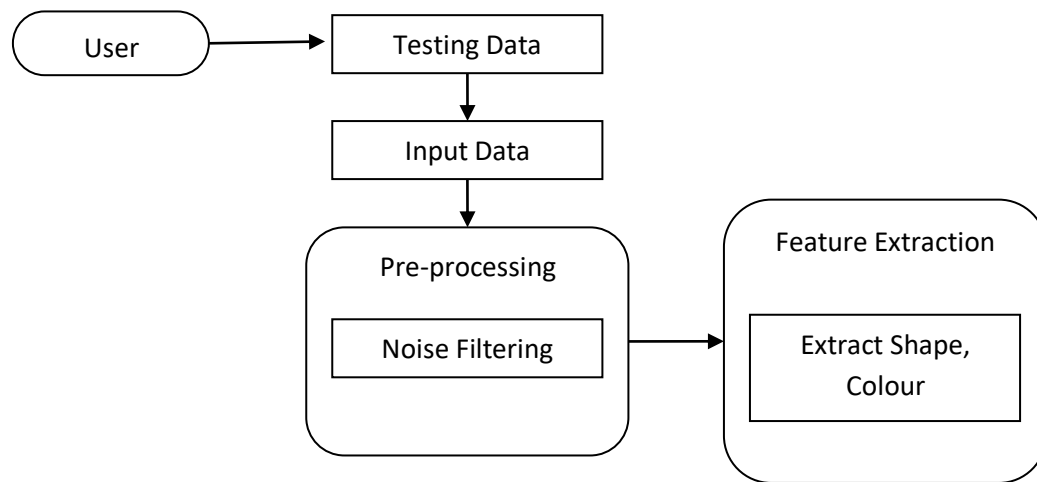 User
Testing Data
Input Data
Pre-processing
Noise Filtering
Feature Extraction
Extract Shape,
Colour